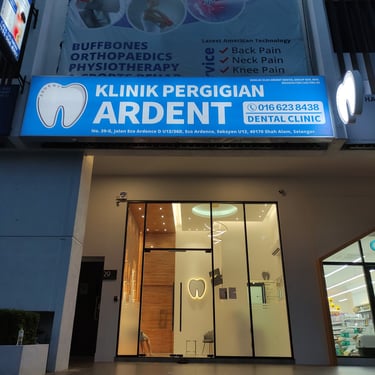 Latest American Technology
BUFFBONES
ORTHOPAEDICS
PHYSIOTHERAPY
Back Pain
Neck Pain
Knee Pain
KLINIK PERGIGIAN
ARDENT
016 623 8438
DENTAL CLINIC
No. 29-G, Jalan Eco Ardence D U12/36D, Eco Ardence, Seksyen U12, 40170 Shah Alam, Selangor
29